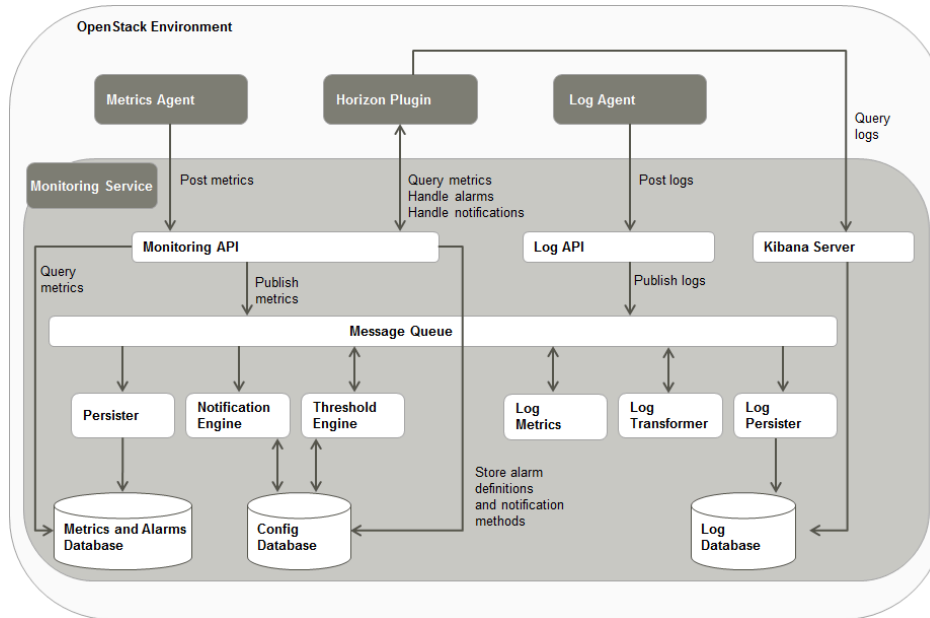 OpenStack Environment
Metrics Agent
Horizon Plugin
Log Agent
Query
logs
Monitoring Service
Post metrics
Query metrics
Handle alarms
Handle notifications
Post logs
Monitoring API
Log API
Kibana Server
Query
metrics
Publish
metrics
Publish logs
Message Queue
Persister
Notification
Engine
Threshold
Engine
Log
Metrics
Log
Transformer
Log
Persister
Store alarm
definitions
and notification
methods
Metrics and Alarms
Database
Config
Database
Log
Database